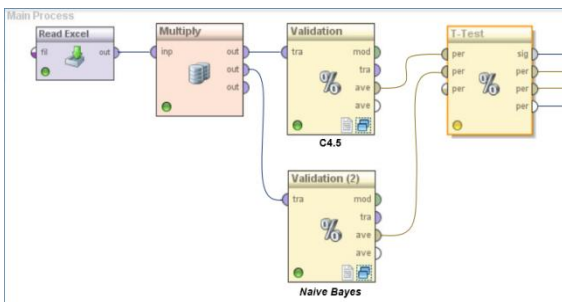 Main Process
Read Excel
fil
out
Multiply
inp
out
out
out
Validation
tra
mod
tra
ave
ave
C4.5
T-Test
per
per
per
sig
per
per
per
Validation (2)
tra
mod
tra
ave
ave
Naive Bayes